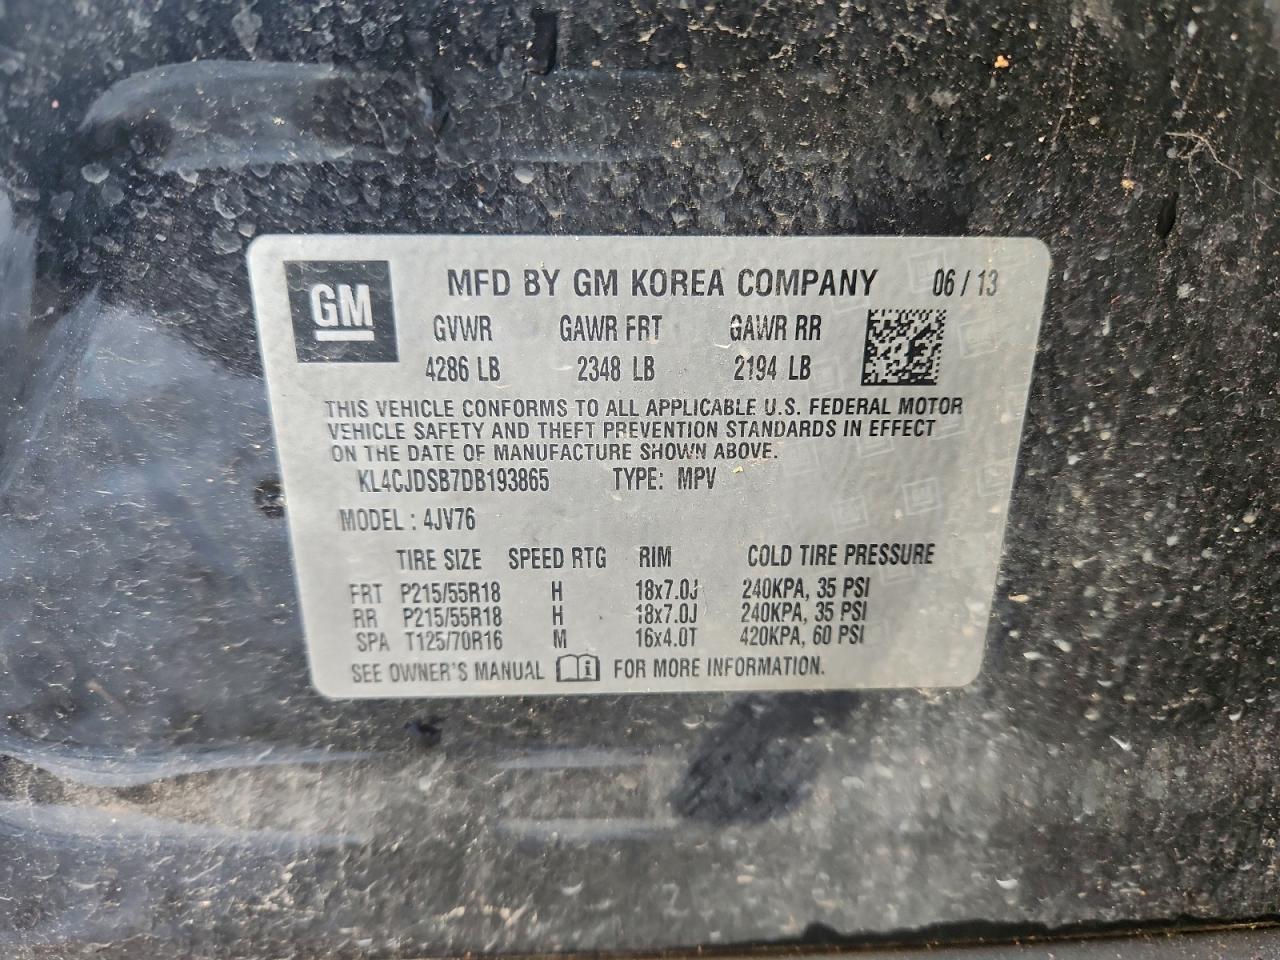 GM
MFD BY GM KOREA COMPANY 06 / 13
GVWR GAWR FRT GAWR RR
4286 LB 2348 LB 2194 LB
THIS VEHICLE CONFORMS TO ALL APPLICABLE U.S. FEDERAL MOTOR
VEHICLE SAFETY AND THEFT PREVENTION STANDARDS IN EFFECT
ON THE DATE OF MANUFACTURE SHOWN ABOVE.
KL4CJDSB7DB193865 TYPE: MPV
MODEL : 4JV76
TIRE SIZE SPEED RTG RIM COLD TIRE PRESSURE
FRT P215/55R18 H 18x7.0J 240KPA, 35 PSI
RR P215/55R18 H 18x7.0J 240KPA, 35 PSI
SPA T125/70R16 M 16x4.0T 420KPA, 60 PSI
SEE OWNER'S MANUAL i FOR MORE INFORMATION.